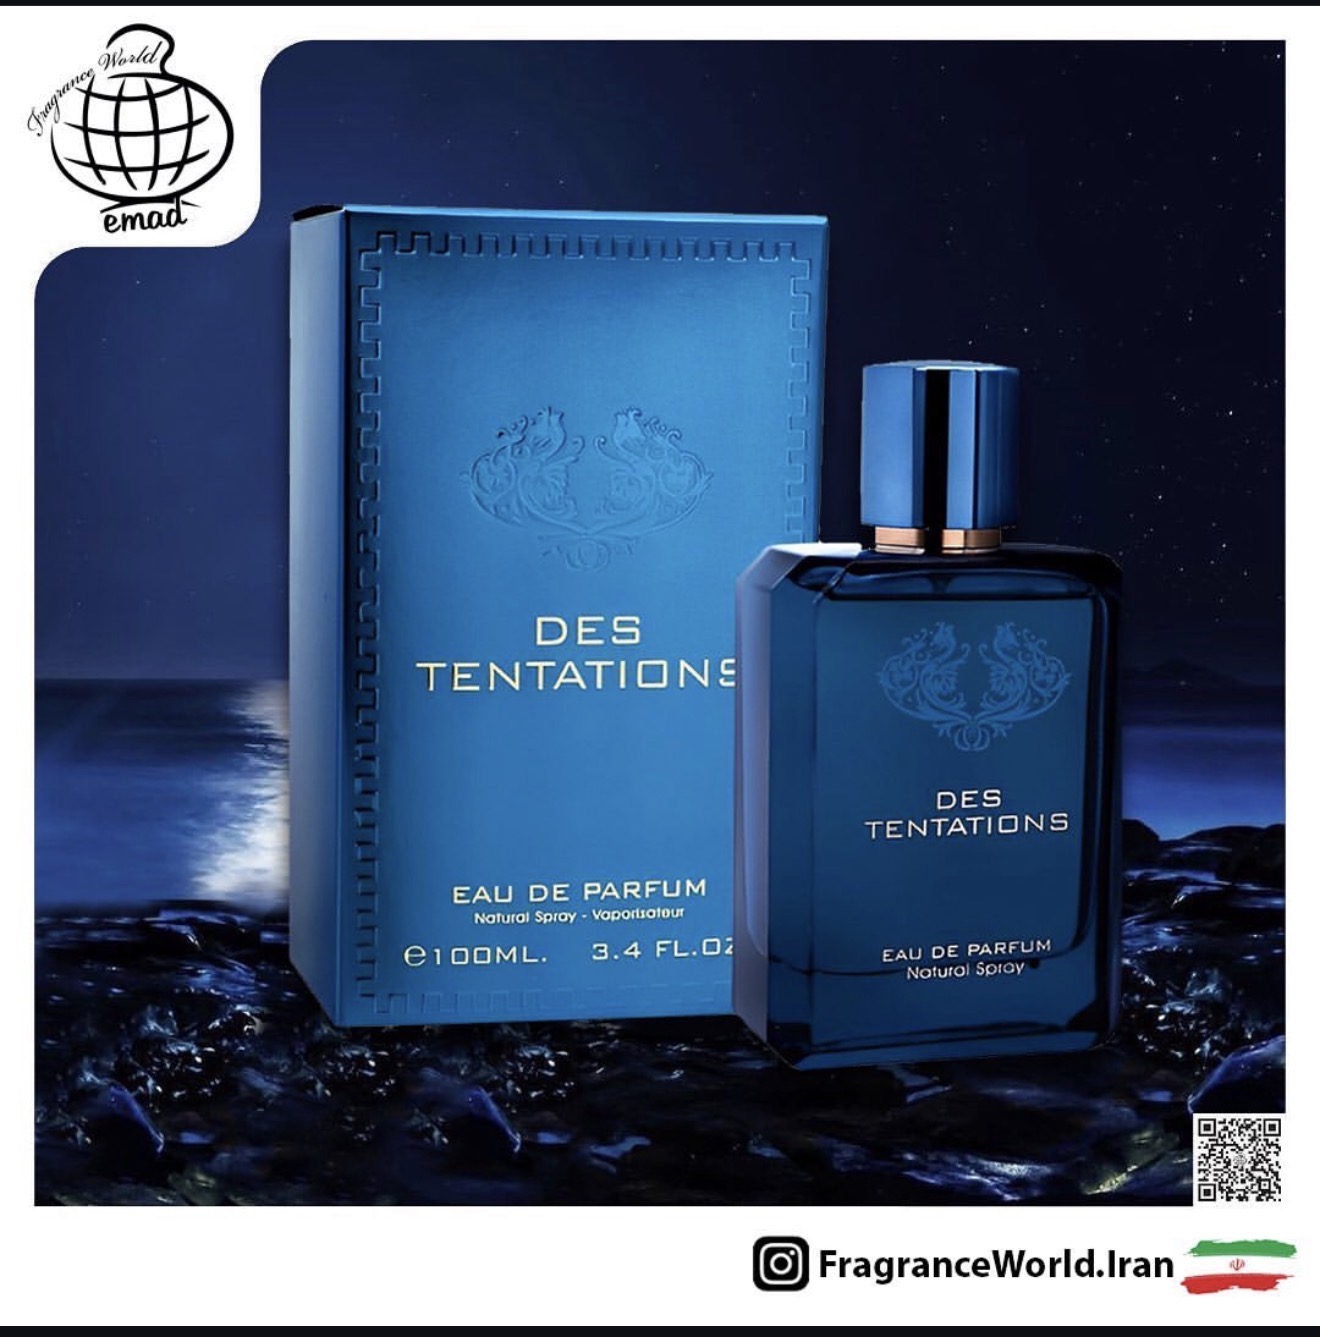 Fragrance World
emad
DES
TENTATIONS
EAU DE PARFUM
Natural Spray - Vaporisateur
e100ML. 3.4 FL.OZ
DES
TENTATIONS
EAU DE PARFUM
Natural Spray
FragranceWorld.Iran